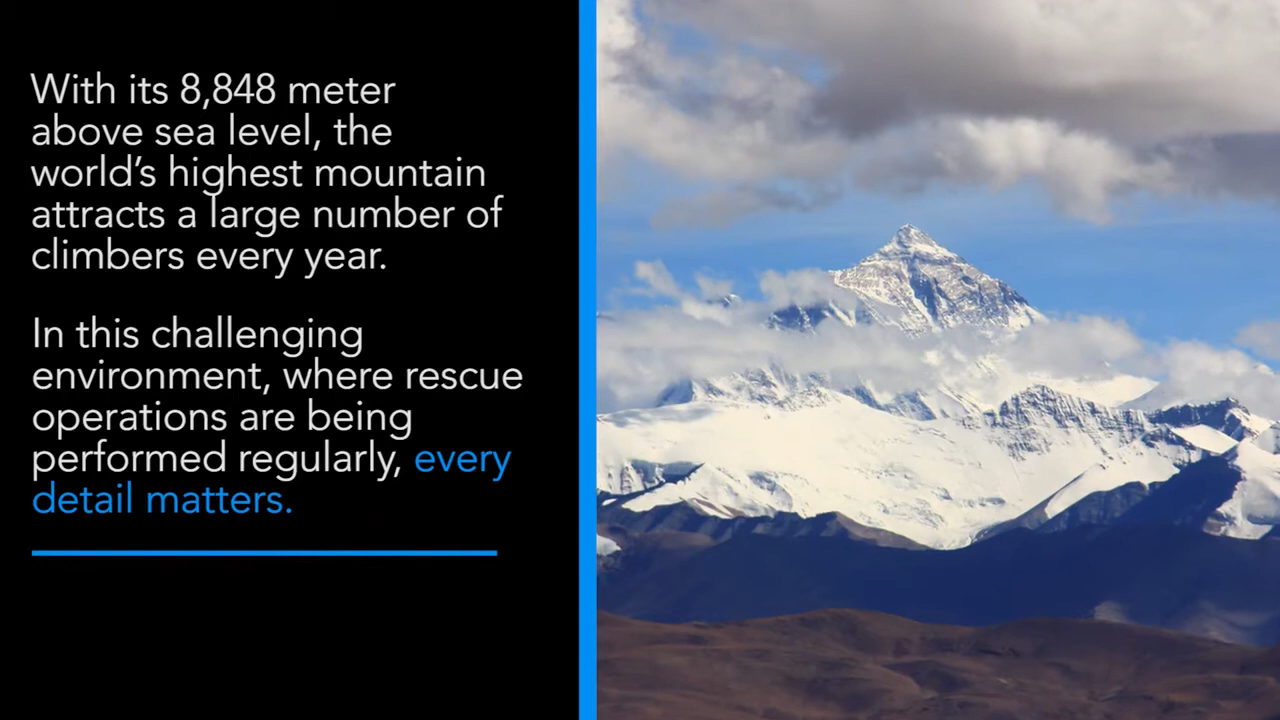 With its 8,848 meter
above sea level, the
world’s highest mountain
attracts a large number of
climbers every year.
In this challenging
environment, where rescue
operations are being
performed regularly, every
detail matters.